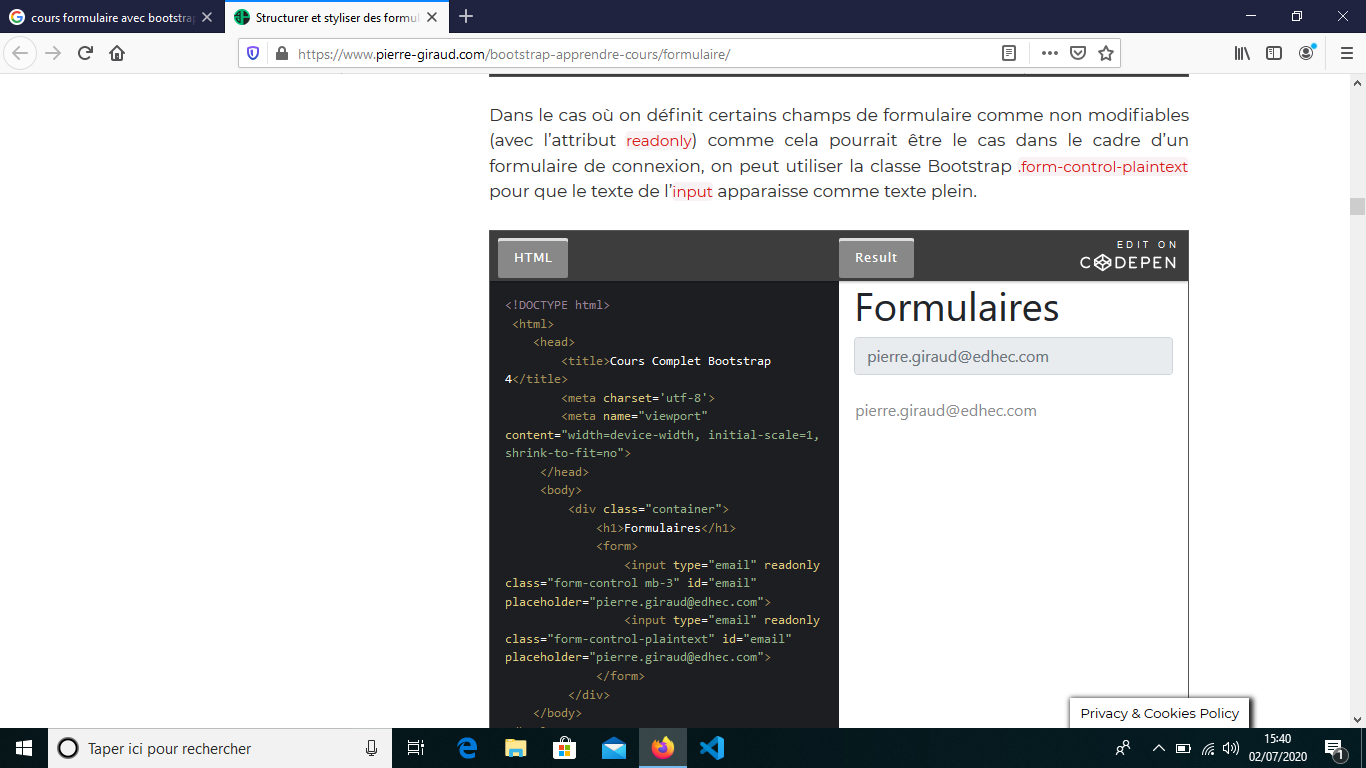 cours formulaire avec bootstra
Structurer et styliser des formul
https://www.pierre-giraud.com/bootstrap-apprendre-cours/formulaire/
Dans le cas où on définit certains champs de formulaire comme non modifiables
(avec l'attribut readonly) comme cela pourrait être le cas dans le cadre d'un
formulaire de connexion, on peut utiliser la classe Bootstrap .form-control-plaintext
pour que le texte de l'input apparaisse comme texte plein.
HTML
Result
EDIT ON
CODEPEN
<!DOCTYPE html>
<html>
<head>
<title>Cours Complet Bootstrap
4</title>
<meta charset='utf-8'>
<meta name="viewport"
content="width=device-width, initial-scale=1,
shrink-to-fit=no">
</head>
<body>
<div class="container">
<h1>Formulaires</h1>
<form>
<input type="email" readonly
class="form-control mb-3" id="email"
placeholder="pierre.giraud@edhec.com">
<input type="email" readonly
class="form-control-plaintext" id="email"
placeholder="pierre.giraud@edhec.com">
</form>
</div>
</body>
Formulaires
pierre.giraud@edhec.com
pierre.giraud@edhec.com
Privacy & Cookies Policy
Taper ici pour rechercher
15:40
02/07/2020
1